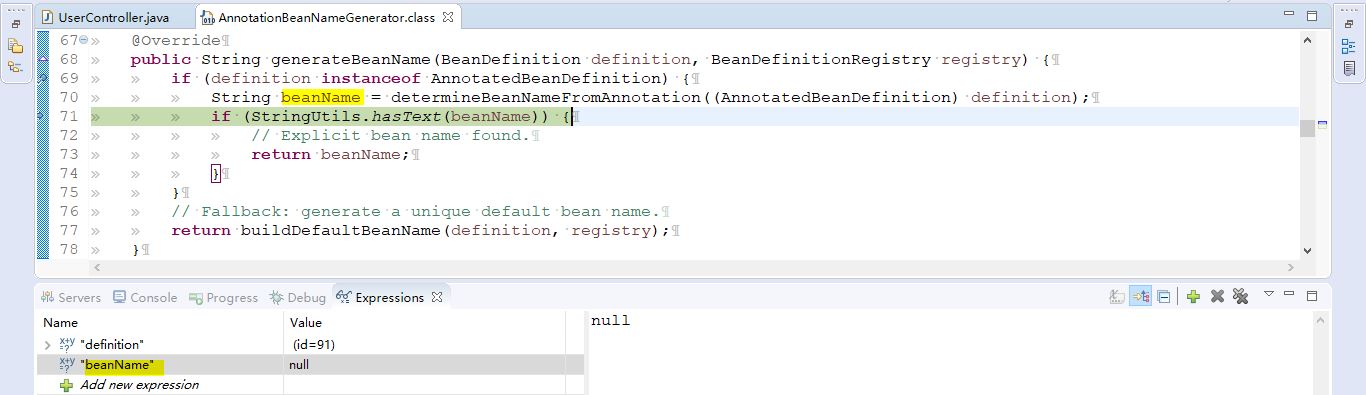 UserController.java AnnotationBeanNameGenerator.class
67 @Override
68 public String generateBeanName(BeanDefinition definition, BeanDefinitionRegistry registry) {
69 if (definition instanceof AnnotatedBeanDefinition) {
70 String beanName = determineBeanNameFromAnnotation((AnnotatedBeanDefinition) definition);
71 if (StringUtils.hasText(beanName)) {
72 // Explicit bean name found.
73 return beanName;
74 }
75 }
76 // Fallback: generate a unique default bean name.
77 return buildDefaultBeanName(definition, registry);
78 }
Servers Console Progress Debug Expressions
Name Value
"definition" (id=91)
"beanName" null
Add new expression
null